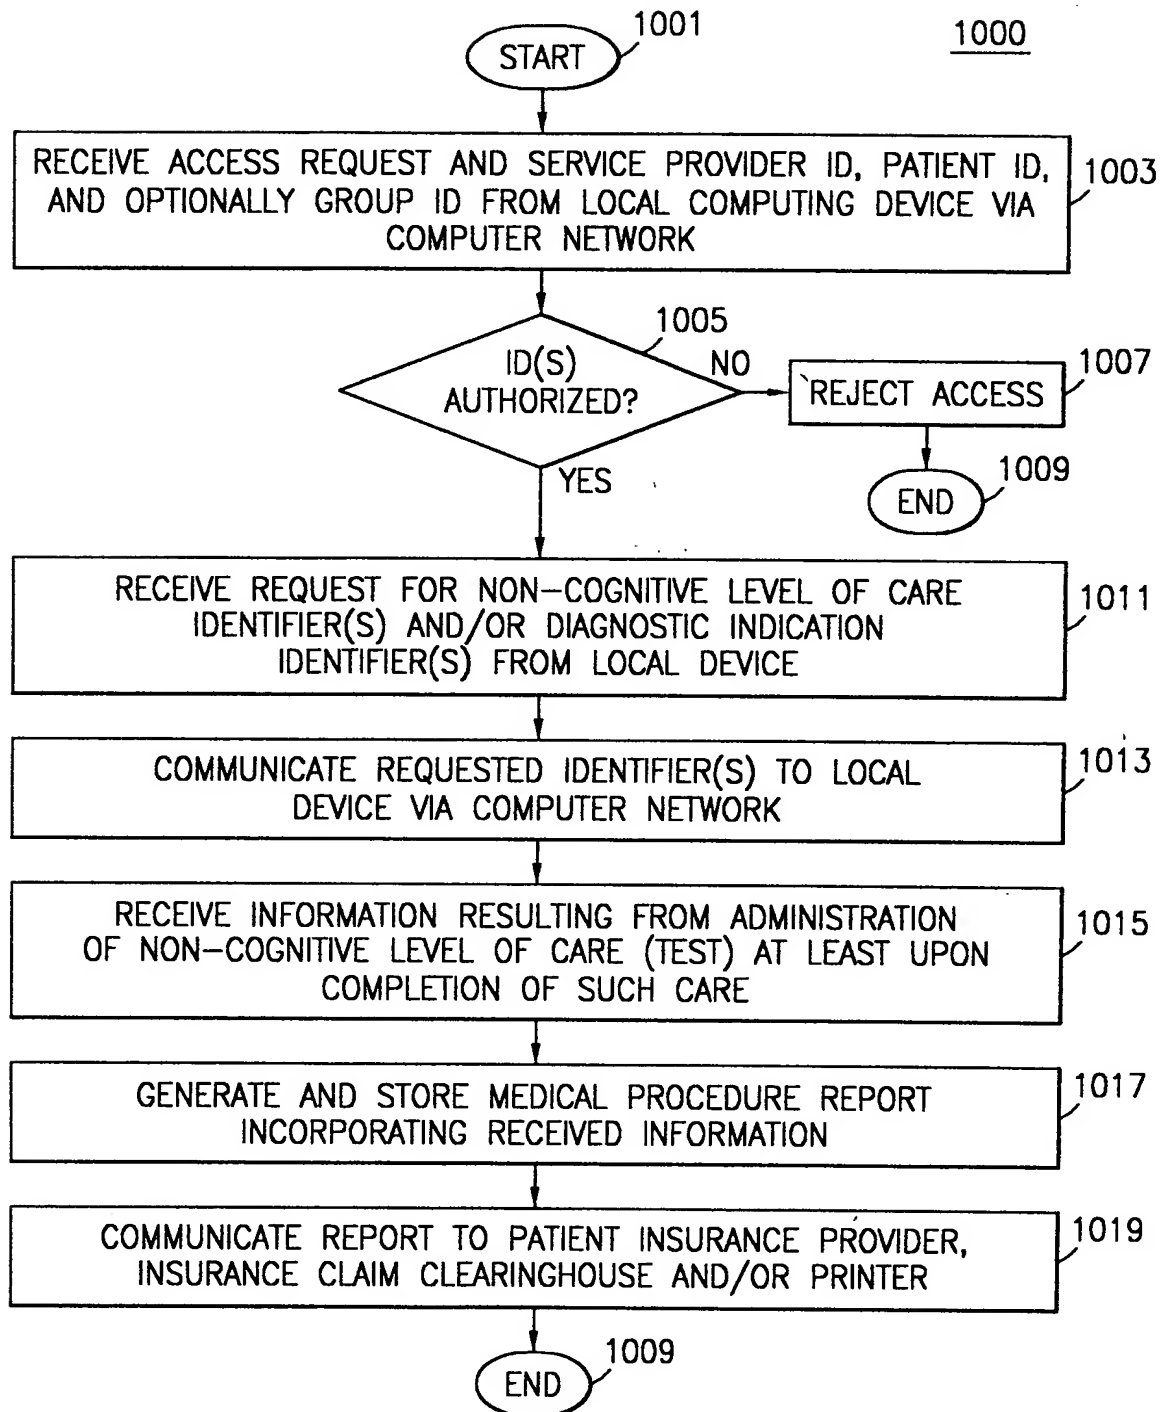 1000
START
1001
RECEIVE ACCESS REQUEST AND SERVICE PROVIDER ID, PATIENT ID,
AND OPTIONALLY GROUP ID FROM LOCAL COMPUTING DEVICE VIA
COMPUTER NETWORK
1003
ID(S)
AUTHORIZED?
1005
NO
REJECT ACCESS
1007
END
1009
YES
RECEIVE REQUEST FOR NON-COGNITIVE LEVEL OF CARE
IDENTIFIER(S) AND/OR DIAGNOSTIC INDICATION
IDENTIFIER(S) FROM LOCAL DEVICE
1011
COMMUNICATE REQUESTED IDENTIFIER(S) TO LOCAL
DEVICE VIA COMPUTER NETWORK
1013
RECEIVE INFORMATION RESULTING FROM ADMINISTRATION
OF NON-COGNITIVE LEVEL OF CARE (TEST) AT LEAST UPON
COMPLETION OF SUCH CARE
1015
GENERATE AND STORE MEDICAL PROCEDURE REPORT
INCORPORATING RECEIVED INFORMATION
1017
COMMUNICATE REPORT TO PATIENT INSURANCE PROVIDER,
INSURANCE CLAIM CLEARINGHOUSE AND/OR PRINTER
1019
END
1009